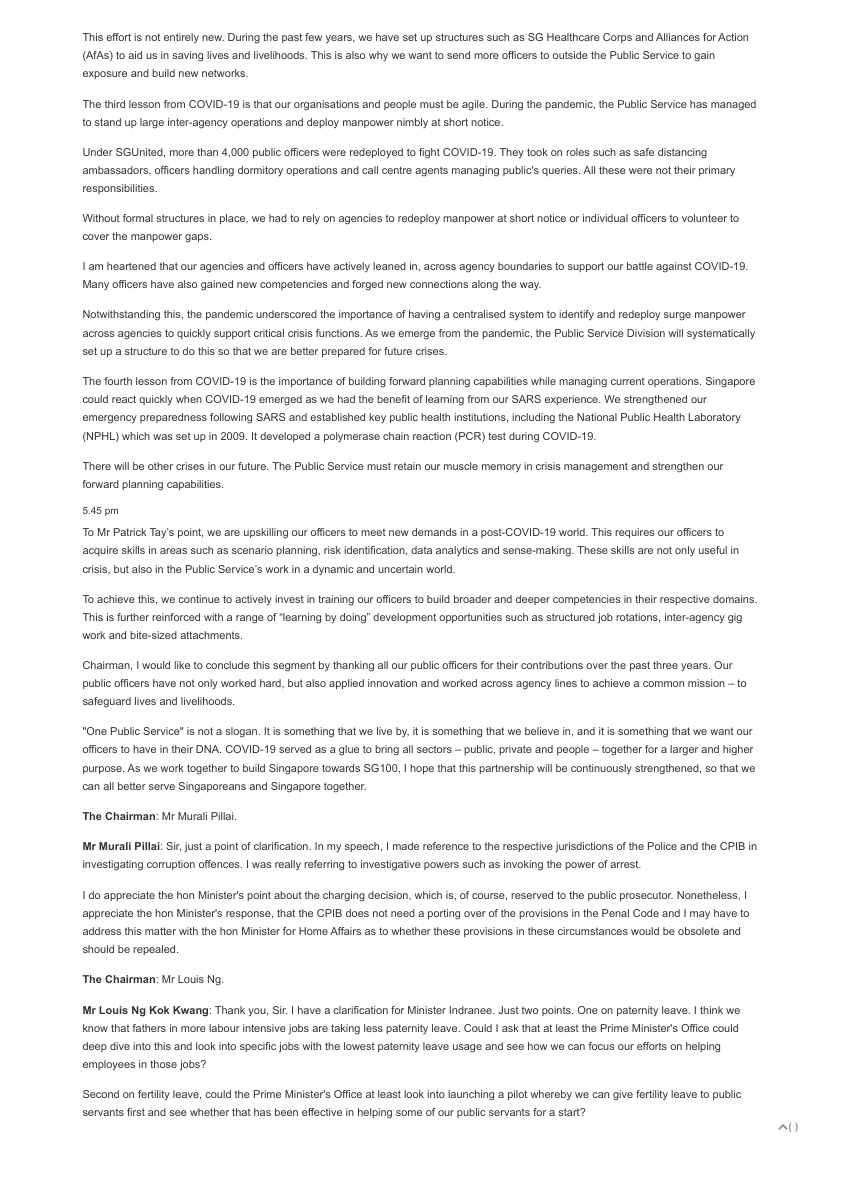 This effort is not entirely new. During the past few years, we have set up structures such as SG Healthcare Corps and Alliances for Action
(AfAs) to aid us in saving lives and livelihoods. This is also why we want to send more officers to outside the Public Service to gain
exposure and build new networks.
The third lesson from COVID-19 is that our organisations and people must be agile. During the pandemic, the Public Service has managed
to stand up large inter-agency operations and deploy manpower nimbly at short notice.
Under SGUnited, more than 4,000 public officers were redeployed to fight COVID-19. They took on roles such as safe distancing
ambassadors, officers handling dormitory operations and call centre agents managing public's queries. All these were not their primary
responsibilities.
Without formal structures in place, we had to rely on agencies to redeploy manpower at short notice or individual officers to volunteer to
cover the manpower gaps.
I am heartened that our agencies and officers have actively leaned in, across agency boundaries to support our battle against COVID-19.
Many officers have also gained new competencies and forged new connections along the way.
Notwithstanding this, the pandemic underscored the importance of having a centralised system to identify and redeploy surge manpower
across agencies to quickly support critical crisis functions. As we emerge from the pandemic, the Public Service Division will systematically
set up a structure to do this so that we are better prepared for future crises.
The fourth lesson from COVID-19 is the importance of building forward planning capabilities while managing current operations. Singapore
could react quickly when COVID-19 emerged as we had the benefit of learning from our SARS experience. We strengthened our
emergency preparedness following SARS and established key public health institutions, including the National Public Health Laboratory
(NPHL) which was set up in 2009. It developed a polymerase chain reaction (PCR) test during COVID-19.
There will be other crises in our future. The Public Service must retain our muscle memory in crisis management and strengthen our
forward planning capabilities.
5.45 pm
To Mr Patrick Tay’s point, we are upskilling our officers to meet new demands in a post-COVID-19 world. This requires our officers to
acquire skills in areas such as scenario planning, risk identification, data analytics and sense-making. These skills are not only useful in
crisis, but also in the Public Service’s work in a dynamic and uncertain world.
To achieve this, we continue to actively invest in training our officers to build broader and deeper competencies in their respective domains.
This is further reinforced with a range of “learning by doing” development opportunities such as structured job rotations, inter-agency gig
work and bite-sized attachments.
Chairman, I would like to conclude this segment by thanking all our public officers for their contributions over the past three years. Our
public officers have not only worked hard, but also applied innovation and worked across agency lines to achieve a common mission – to
safeguard lives and livelihoods.
"One Public Service" is not a slogan. It is something that we live by, it is something that we believe in, and it is something that we want our
officers to have in their DNA. COVID-19 served as a glue to bring all sectors – public, private and people – together for a larger and higher
purpose. As we work together to build Singapore towards SG100, I hope that this partnership will be continuously strengthened, so that we
can all better serve Singaporeans and Singapore together.
The Chairman: Mr Murali Pillai.
Mr Murali Pillai: Sir, just a point of clarification. In my speech, I made reference to the respective jurisdictions of the Police and the CPIB in
investigating corruption offences. I was really referring to investigative powers such as invoking the power of arrest.
I do appreciate the hon Minister's point about the charging decision, which is, of course, reserved to the public prosecutor. Nonetheless, I
appreciate the hon Minister's response, that the CPIB does not need a porting over of the provisions in the Penal Code and I may have to
address this matter with the hon Minister for Home Affairs as to whether these provisions in these circumstances would be obsolete and
should be repealed.
The Chairman: Mr Louis Ng.
Mr Louis Ng Kok Kwang: Thank you, Sir. I have a clarification for Minister Indranee. Just two points. One on paternity leave. I think we
know that fathers in more labour intensive jobs are taking less paternity leave. Could I ask that at least the Prime Minister's Office could
deep dive into this and look into specific jobs with the lowest paternity leave usage and see how we can focus our efforts on helping
employees in those jobs?
Second on fertility leave, could the Prime Minister's Office at least look into launching a pilot whereby we can give fertility leave to public
servants first and see whether that has been effective in helping some of our public servants for a start?
( )